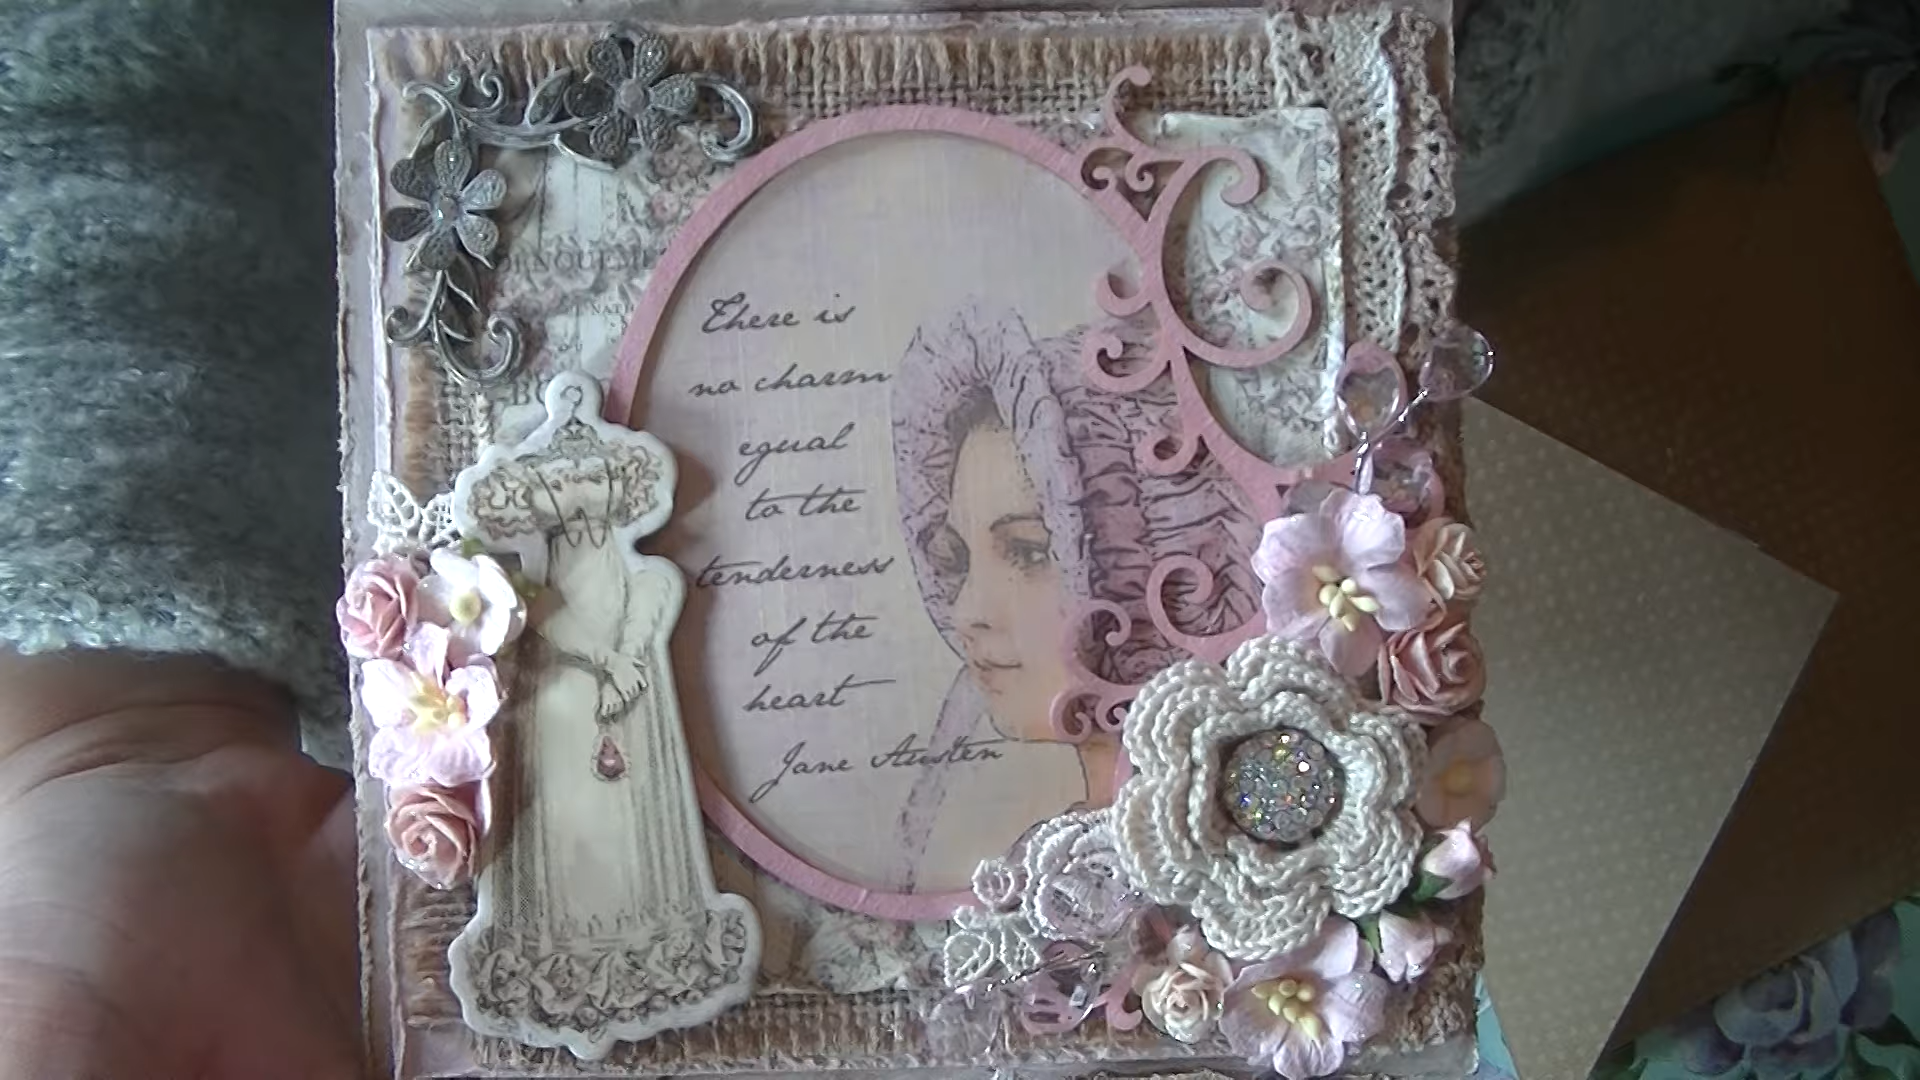 There is
no charm
equal
to the
tenderness
of the
heart
Jane Austen